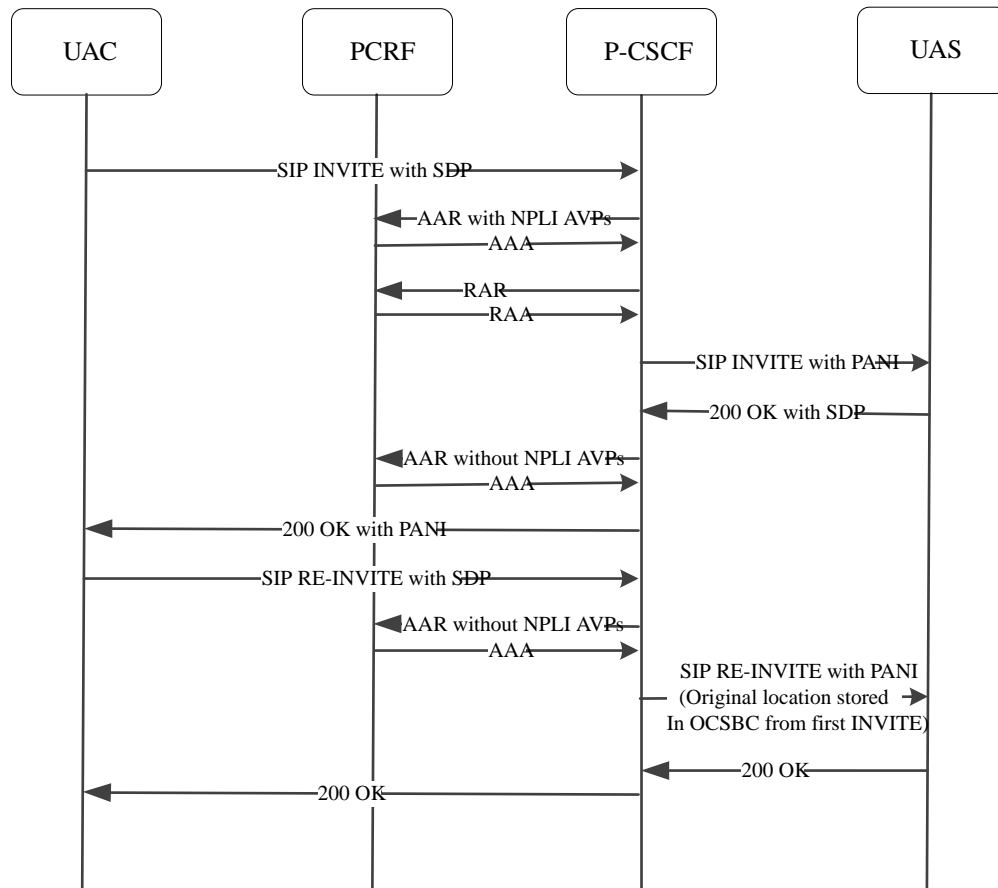 UAC
PCRF
P-CSCF
UAS
SIP INVITE with SDP
AAR with NPLI AVPs
AAA
RAR
RAA
SIP INVITE with PANI
200 OK with SDP
AAR without NPLI AVPs
AAA
200 OK with PANI
SIP RE-INVITE with SDP
AAR without NPLI AVPs
AAA
SIP RE-INVITE with PANI
(Original location stored
In OCSBC from first INVITE)
200 OK
200 OK